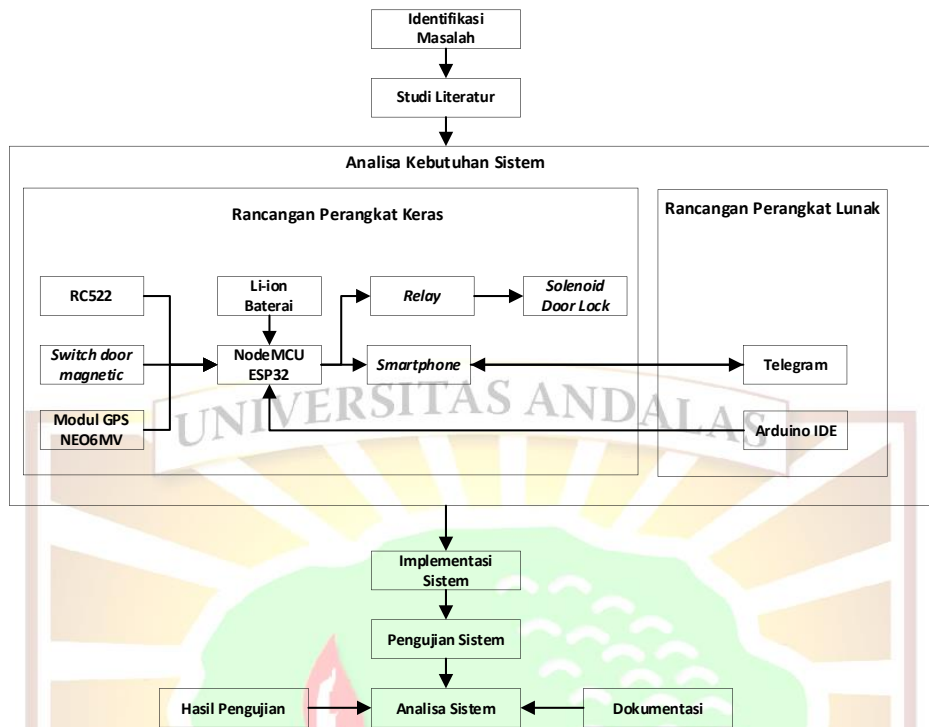 Identifikasi
Masalah
Studi Literatur
Analisa Kebutuhan Sistem
Rancangan Perangkat Keras
Rancangan Perangkat Lunak
RC522
Li-ion
Baterai
Relay
Solenoid
Door Lock
Switch door
magnetic
NodeMCU
ESP32
Smartphone
Telegram
Modul GPS
NEO6MV
Arduino IDE
UNIVERSITAS ANDALAS
Implementasi
Sistem
Pengujian Sistem
Hasil Pengujian
Analisa Sistem
Dokumentasi